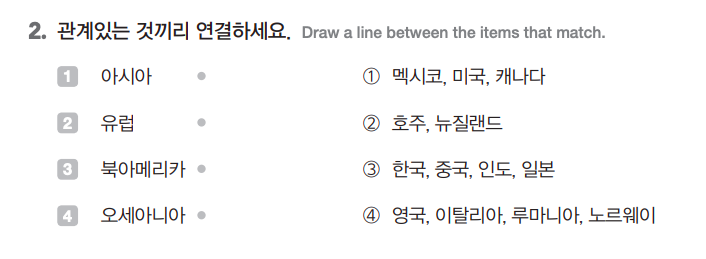 2. 관계있는 것끼리 연결하세요. Draw a line between the items that match.
1 아시아 ① 멕시코, 미국, 캐나다
2 유럽 ② 호주, 뉴질랜드
3 북아메리카 ③ 한국, 중국, 인도, 일본
4 오세아니아 ④ 영국, 이탈리아, 루마니아, 노르웨이